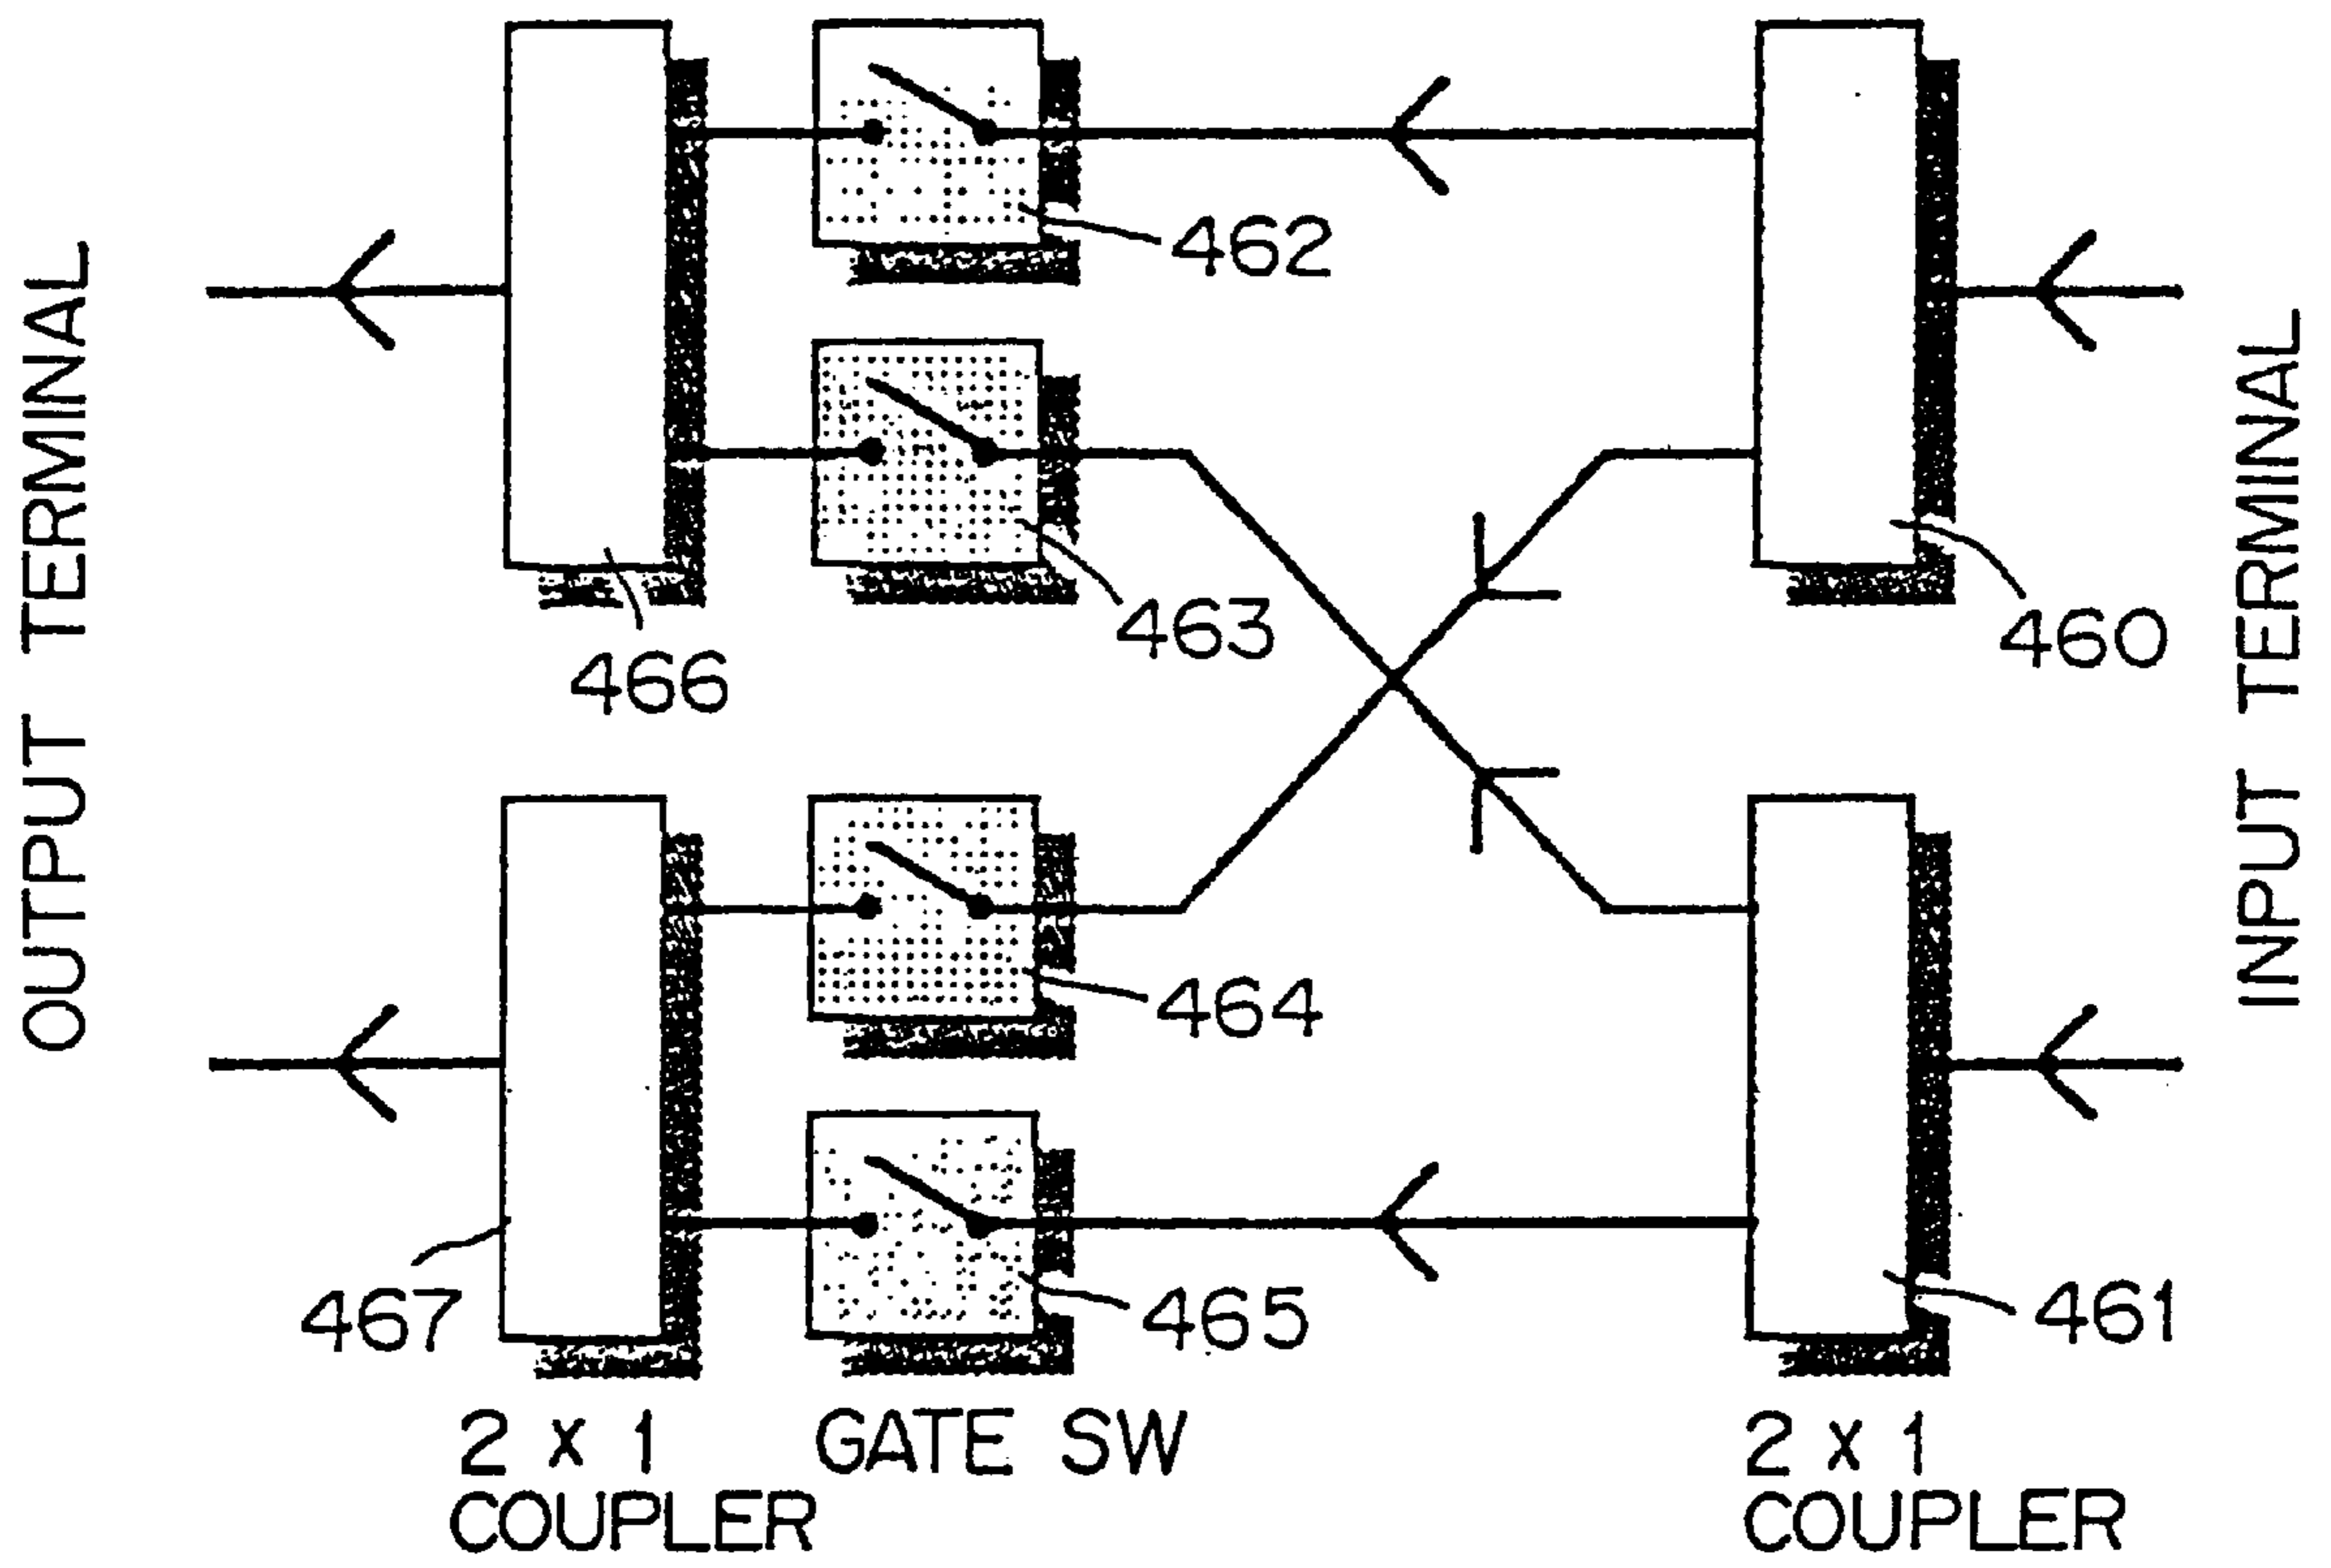 OUTPUT TERMINAL
INPUT TERMINAL
462
463
460
466
464
467
465
461
2 x 1
COUPLER
GATE SW
2 x 1
COUPLER